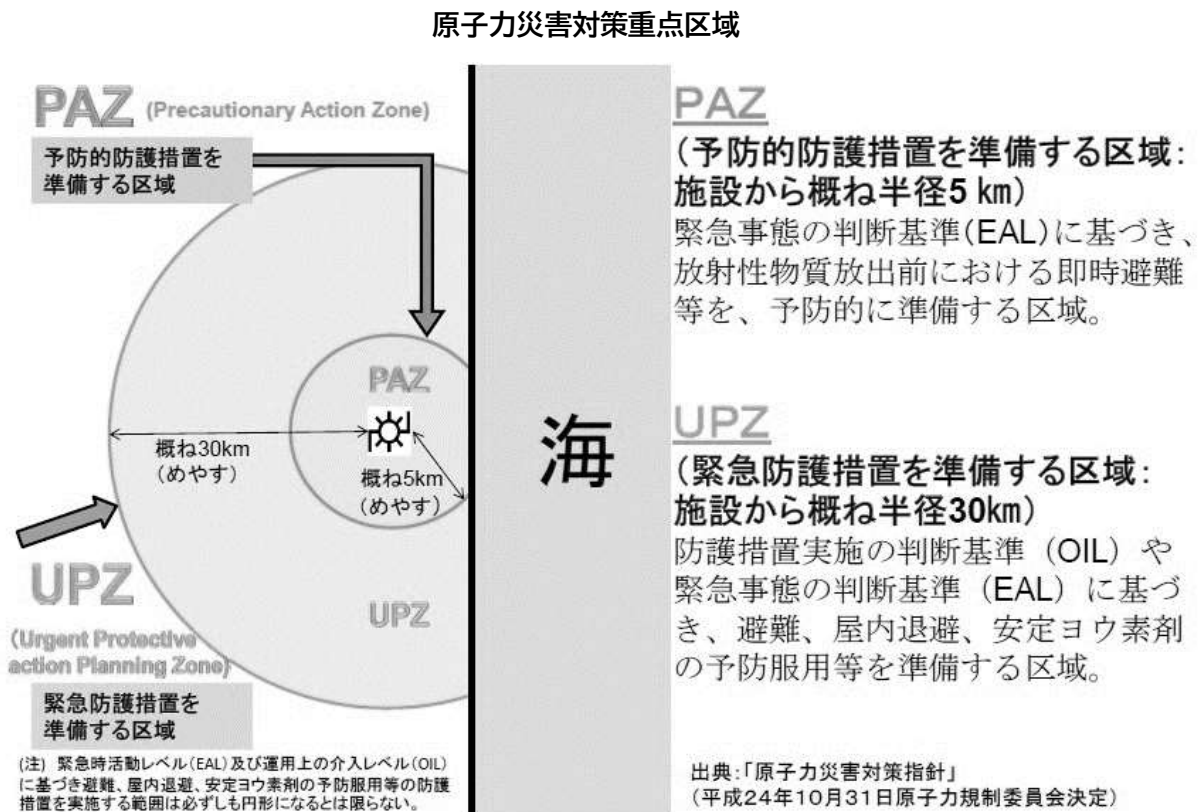 原子力災害対策重点区域
PAZ (Precautionary Action Zone)
予防的防護措置を
準備する区域
PAZ
概ね30km
(めやす)
概ね5km
(めやす)
UPZ
UPZ
(Urgent Protective
action Planning Zone)
緊急防護措置を
準備する区域
(注) 緊急時活動レベル(EAL)及び運用上の介入レベル(OIL)
に基づき避難、屋内退避、安定ヨウ素剤の予防服用等の防護
措置を実施する範囲は必ずしも円形になるとは限らない。
海
PAZ
(予防的防護措置を準備する区域:
施設から概ね半径5 km)
緊急事態の判断基準(EAL)に基づき、
放射性物質放出前における即時避難
等を、予防的に準備する区域。
UPZ
(緊急防護措置を準備する区域:
施設から概ね半径30km)
防護措置実施の判断基準（OIL）や
緊急事態の判断基準（EAL）に基づ
き、避難、屋内退避、安定ヨウ素剤
の予防服用等を準備する区域。
出典:「原子力災害対策指針」
(平成24年10月31日原子力規制委員会決定)